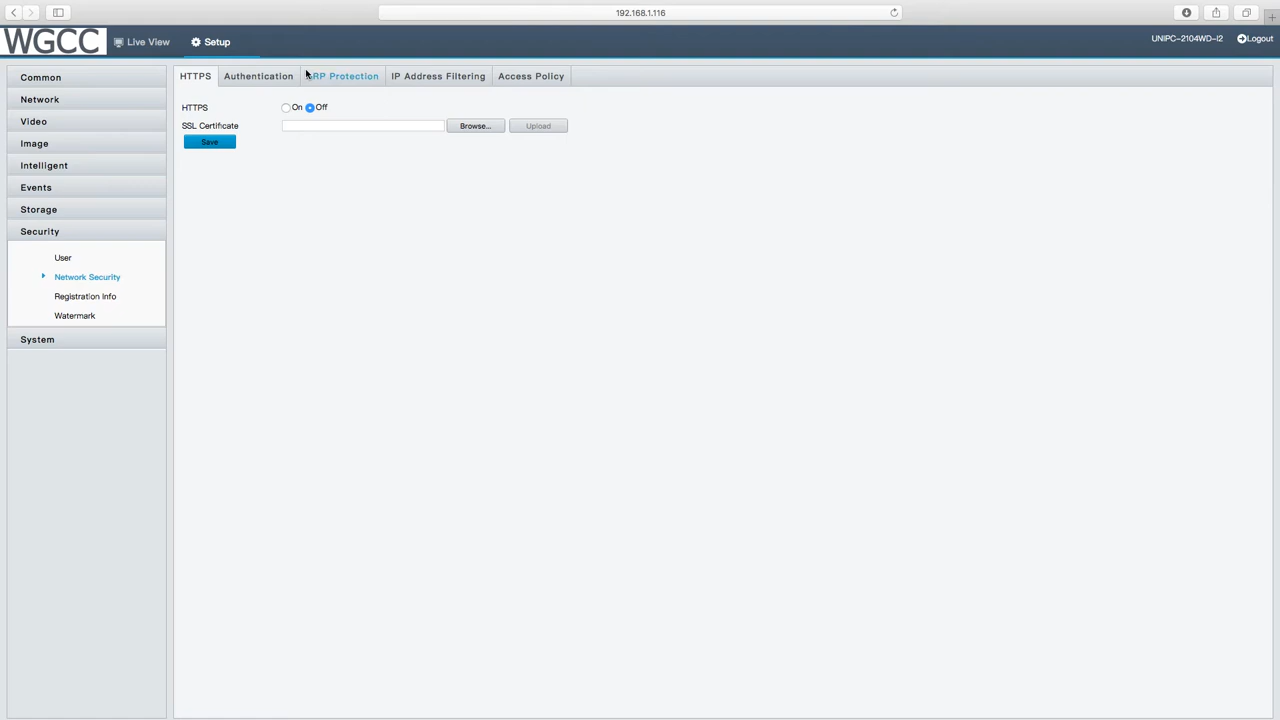 192.168.1.116
WGCC
Live View
Setup
UNIPC-2104WD-I2
Logout
Common
Network
Video
Image
Intelligent
Events
Storage
Security
User
Network Security
Registration Info
Watermark
System
HTTPS Authentication ARP Protection IP Address Filtering Access Policy
HTTPS On Off
SSL Certificate Browse... Upload
Save